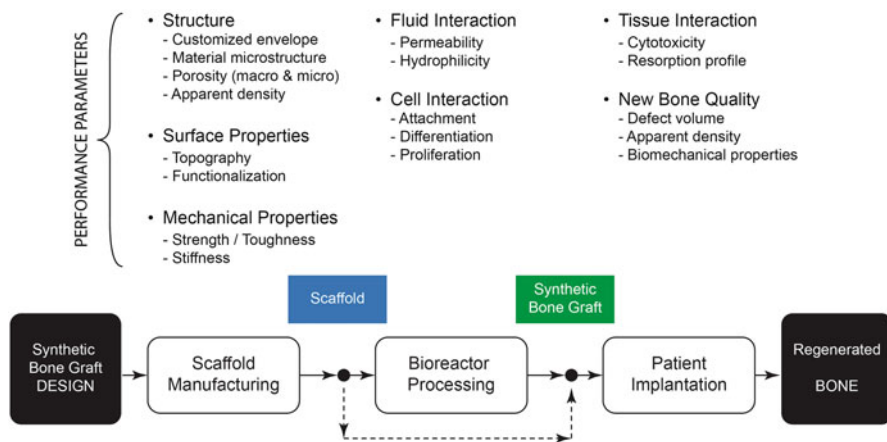 PERFORMANCE PARAMETERS
• Structure
- Customized envelope
- Material microstructure
- Porosity (macro & micro)
- Apparent density
• Surface Properties
- Topography
- Functionalization
• Mechanical Properties
- Strength / Toughness
- Stiffness
• Fluid Interaction
- Permeability
- Hydrophilicity
• Cell Interaction
- Attachment
- Differentiation
- Proliferation
• Tissue Interaction
- Cytotoxicity
- Resorption profile
• New Bone Quality
- Defect volume
- Apparent density
- Biomechanical properties
Scaffold
Synthetic
Bone Graft
Synthetic
Bone Graft
DESIGN
Scaffold
Manufacturing
Bioreactor
Processing
Patient
Implantation
Regenerated
BONE